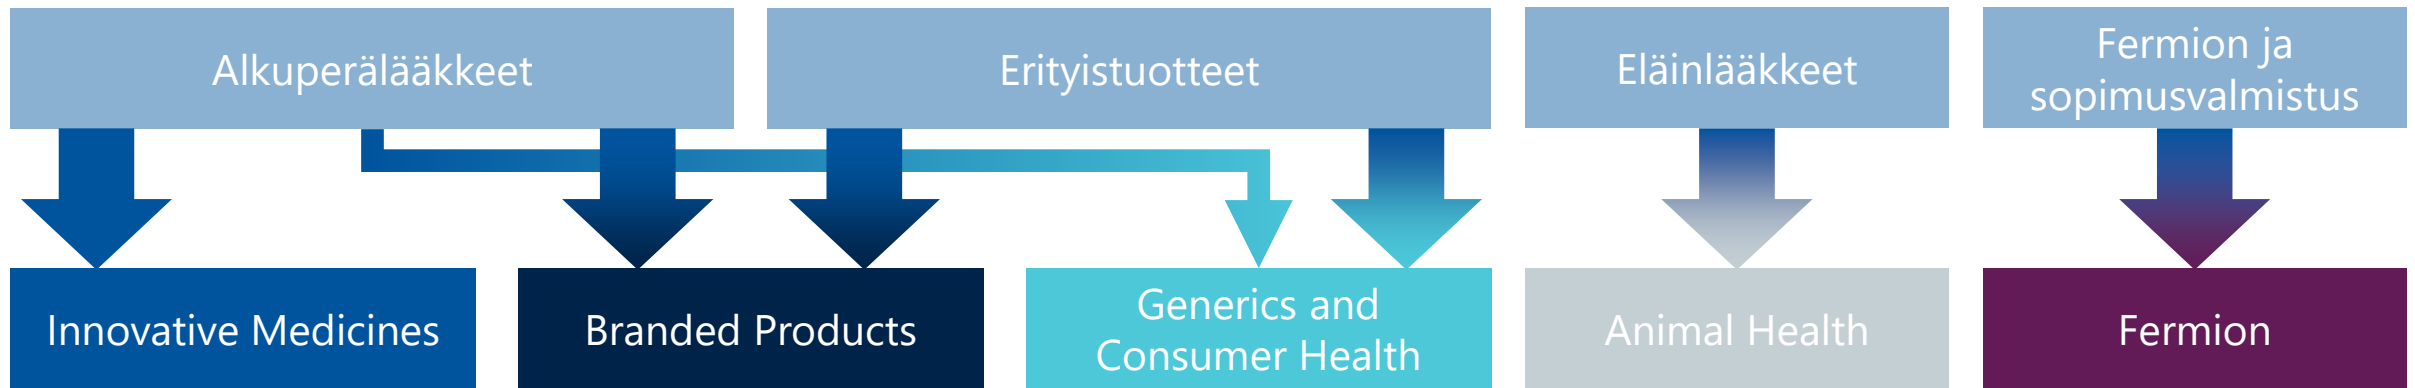 Alkuperälääkkeet
Erityistuotteet
Eläinlääkkeet
Fermion ja
sopimusvalmistus
Innovative Medicines
Branded Products
Generics and
Consumer Health
Animal Health
Fermion